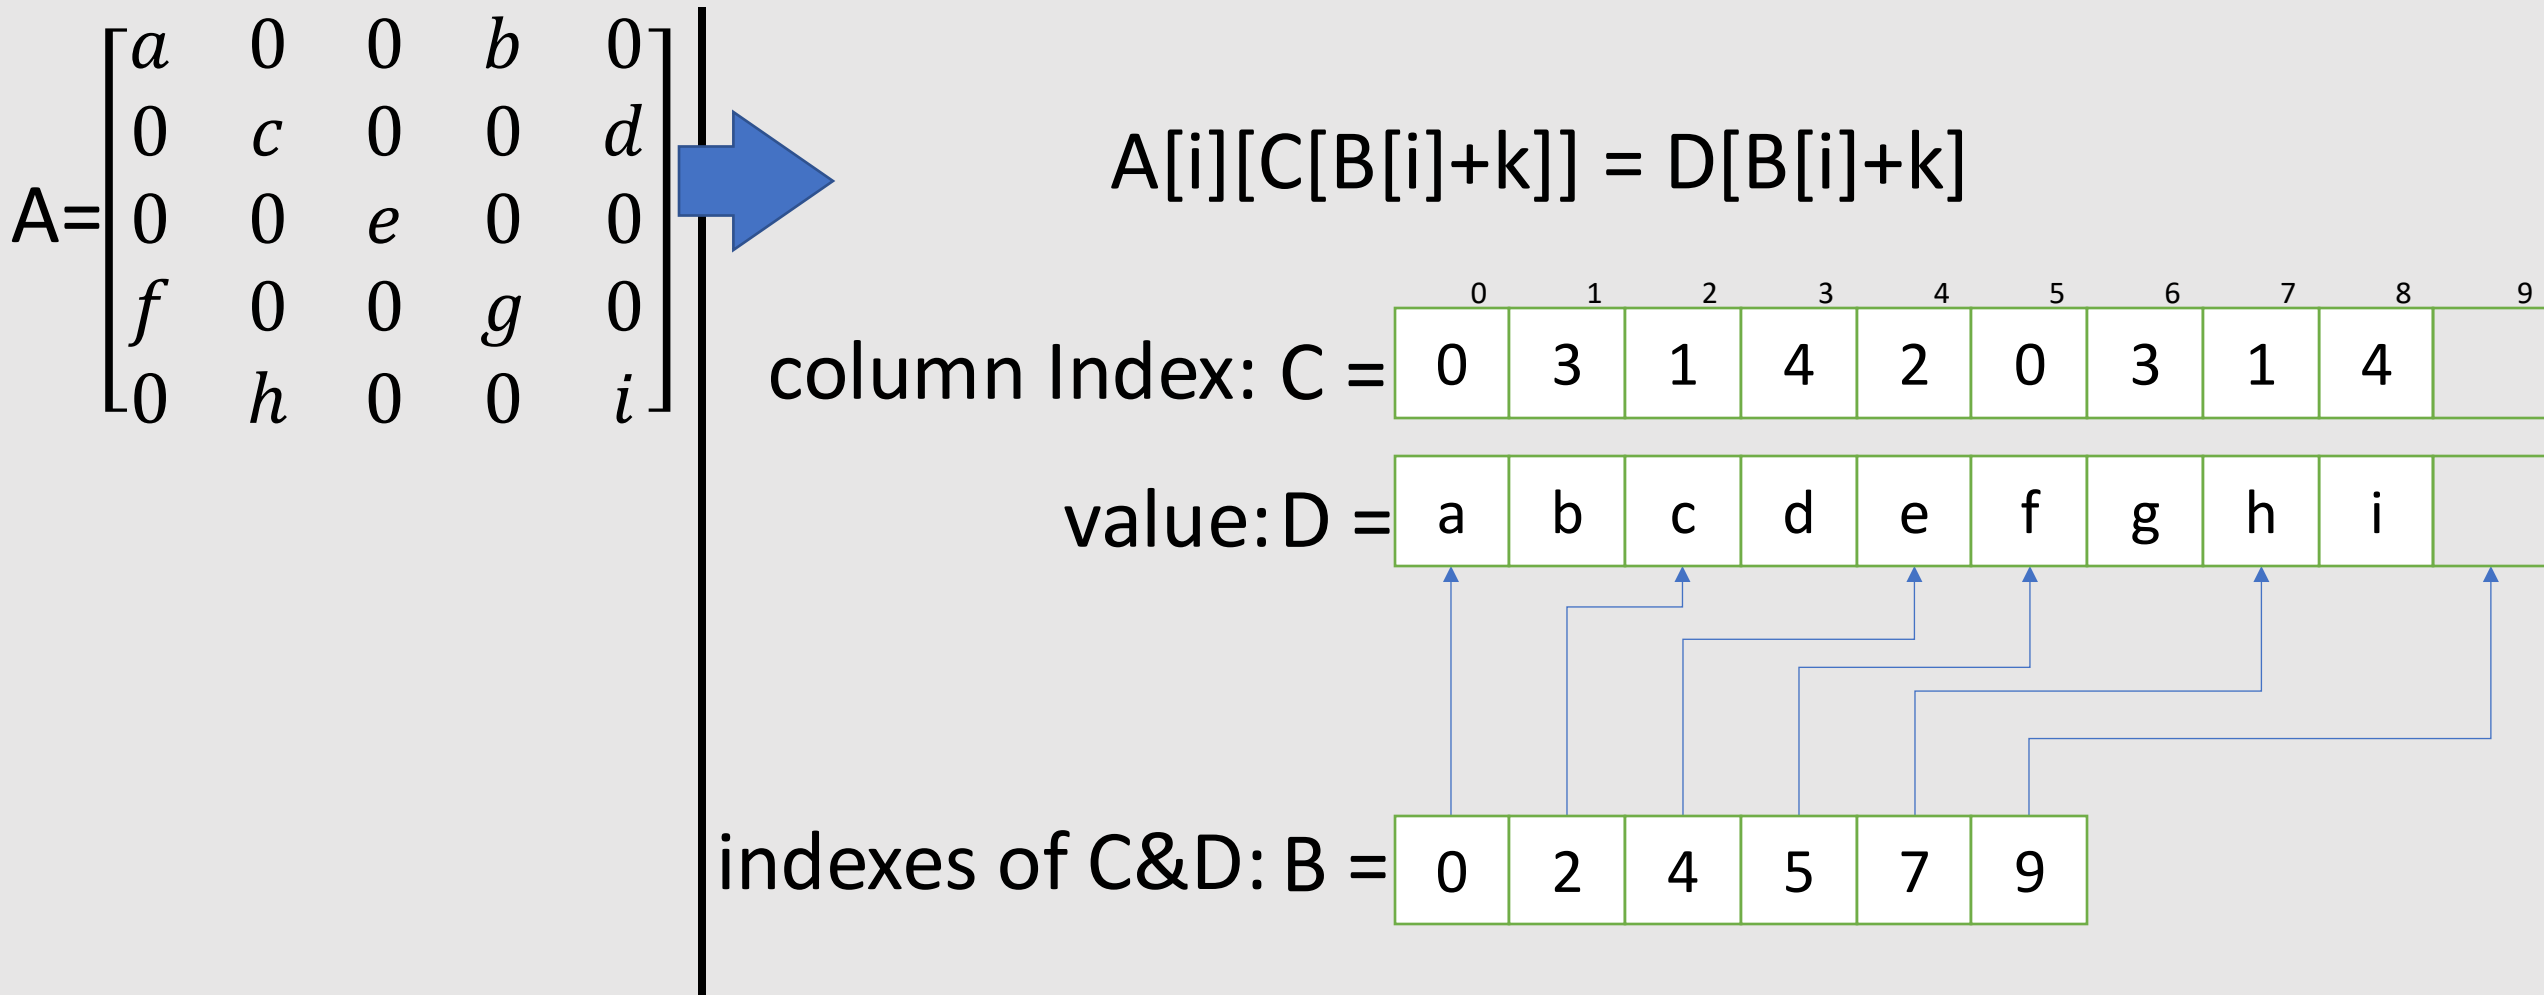 A=
a 0 0 b 0
0 c 0 0 d
0 0 e 0 0
f 0 0 g 0
0 h 0 0 i
A[i][C[B[i]+k]] = D[B[i]+k]
0 1 2 3 4 5 6 7 8 9
column Index: C = 0 3 1 4 2 0 3 1 4
value: D = a b c d e f g h i
indexes of C&D: B = 0 2 4 5 7 9